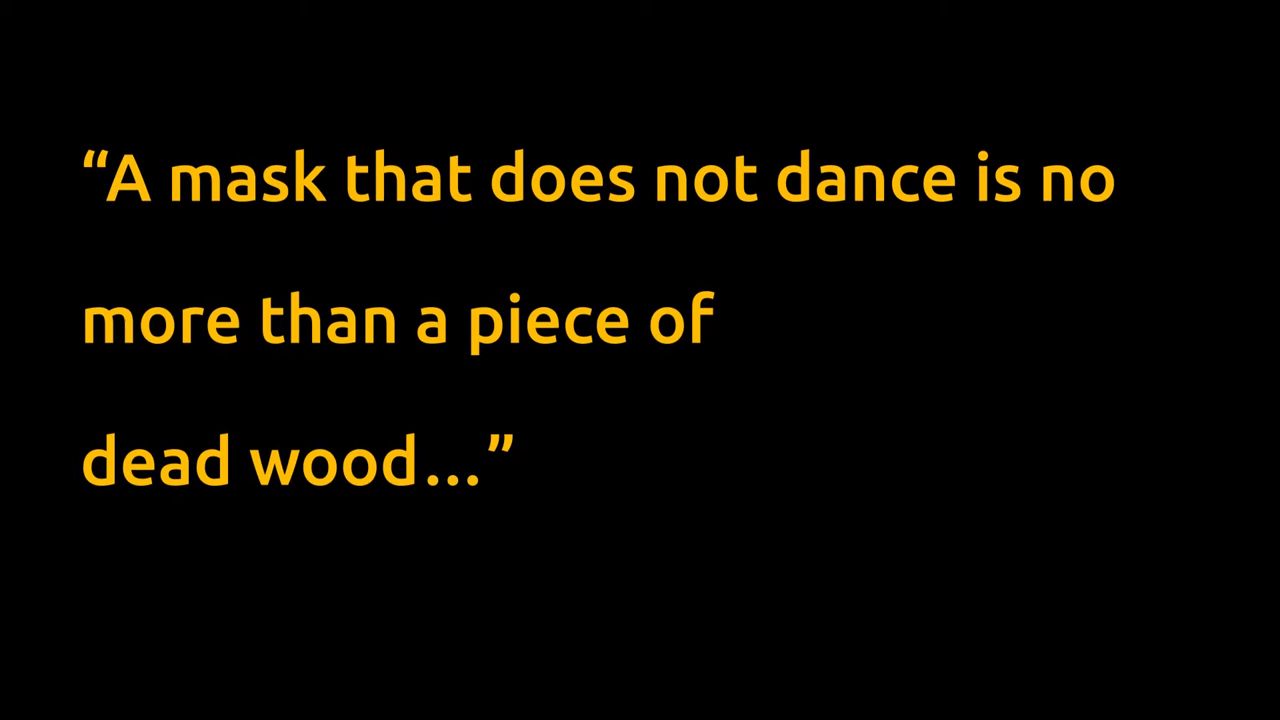 “A mask that does not dance is no
more than a piece of
dead wood…”